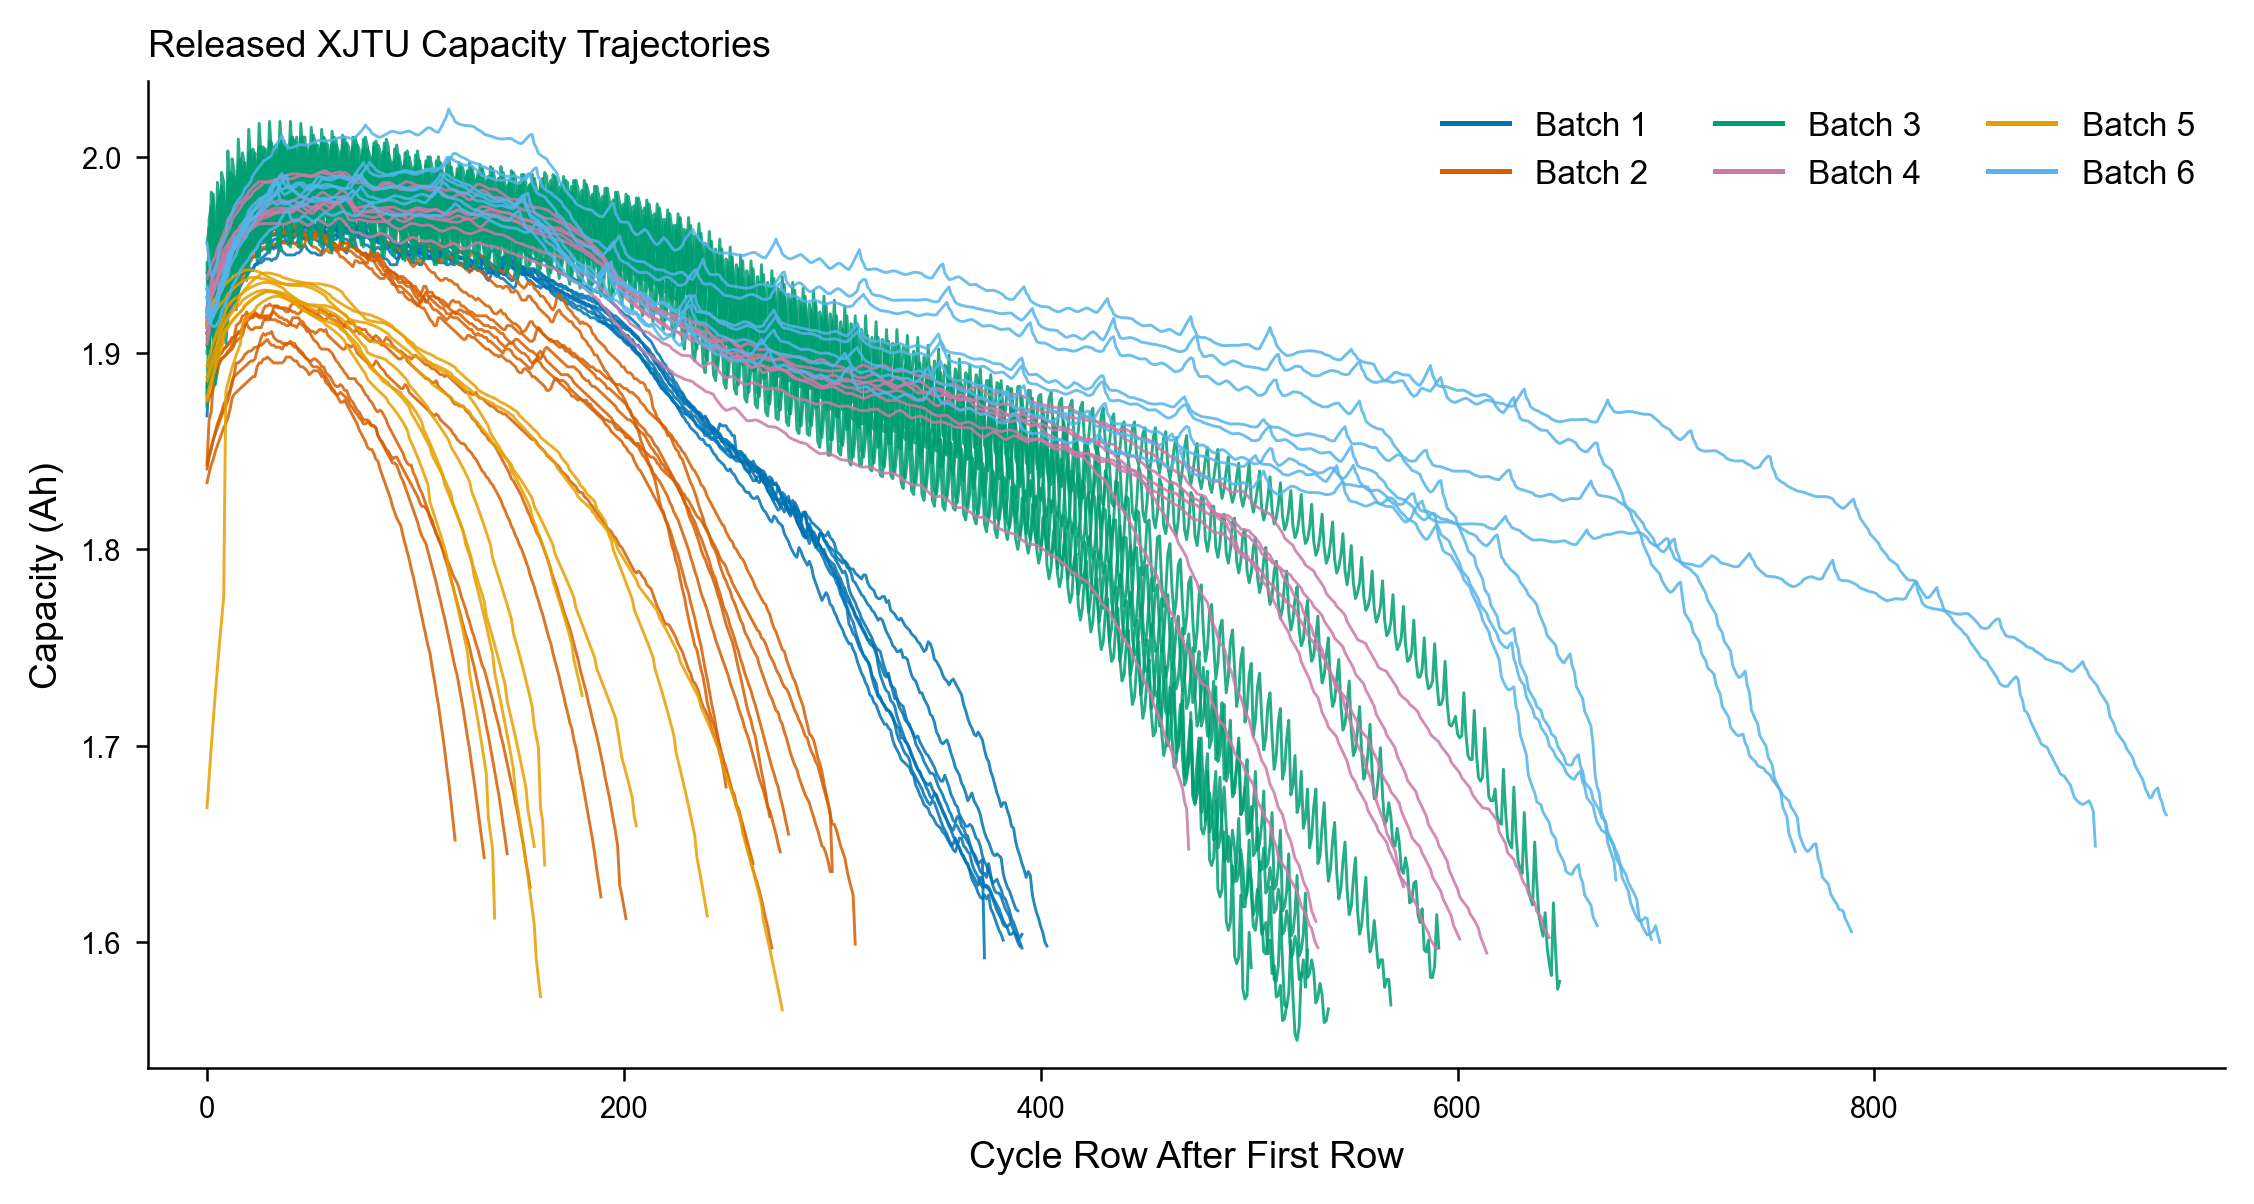 Released XJTU Capacity Trajectories
Batch 1
Batch 3
Batch 5
Batch 2
Batch 4
Batch 6
Capacity (Ah)
2.0
1.9
1.8
1.7
1.6
0
200
400
600
800
Cycle Row After First Row